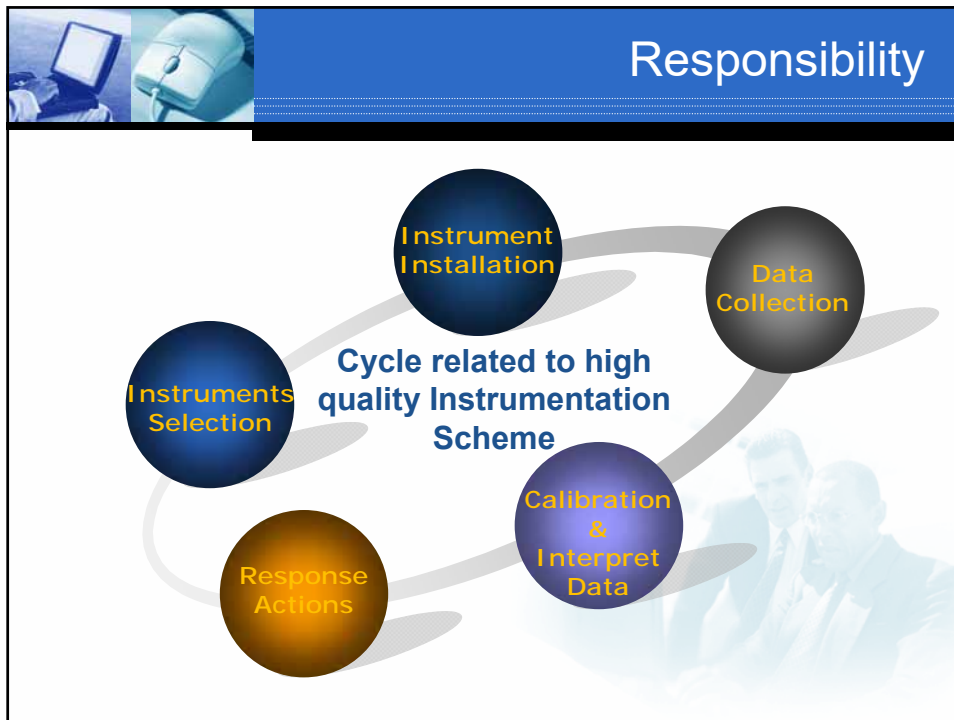 Responsibility
Instrument
Installation
Data
Collection
Instruments
Selection
Cycle related to high
quality Instrumentation
Scheme
Calibration
&
Interpret
Data
Response
Actions